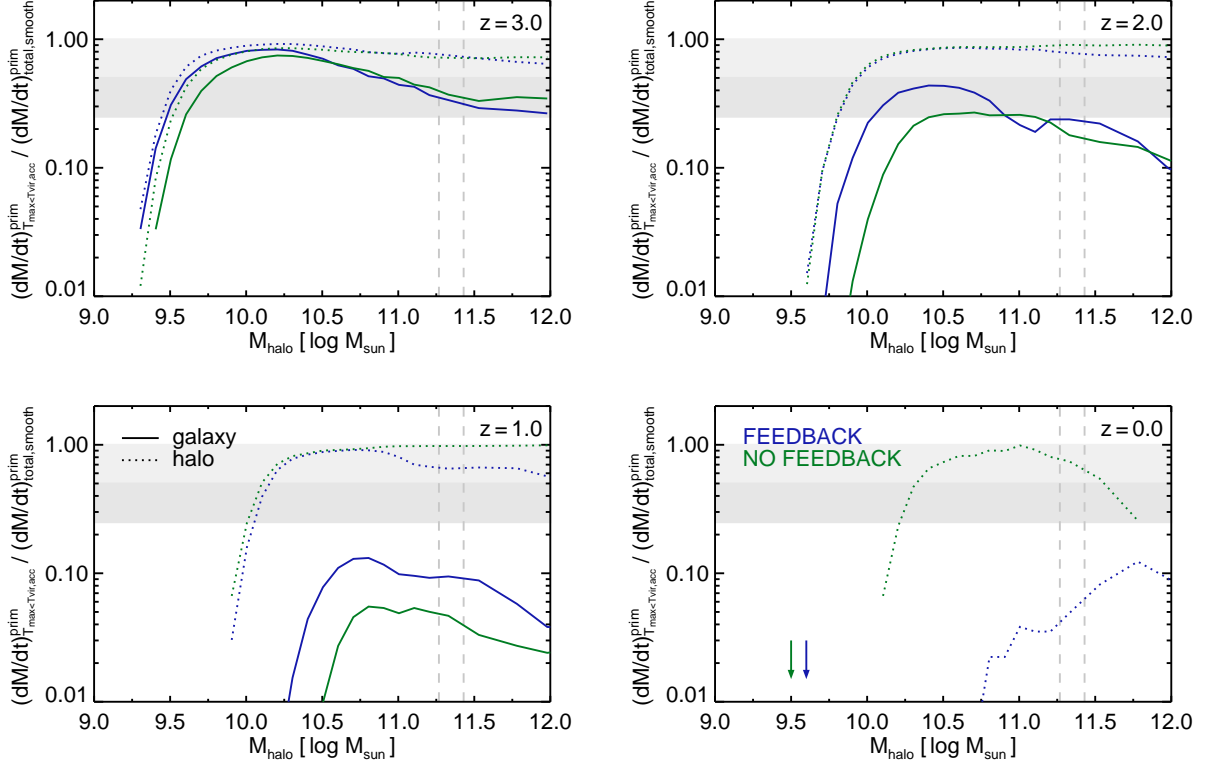 z = 3.0
(dM/dt)^prim_Tmax<Tvir,acc / (dM/dt)^prim_total,smooth
1.00
0.10
0.01
9.0 9.5 10.0 10.5 11.0 11.5 12.0
M_halo [ log M_sun ]
z = 2.0
(dM/dt)^prim_Tmax<Tvir,acc / (dM/dt)^prim_total,smooth
1.00
0.10
0.01
9.0 9.5 10.0 10.5 11.0 11.5 12.0
M_halo [ log M_sun ]
z = 1.0
galaxy
halo
(dM/dt)^prim_Tmax<Tvir,acc / (dM/dt)^prim_total,smooth
1.00
0.10
0.01
9.0 9.5 10.0 10.5 11.0 11.5 12.0
M_halo [ log M_sun ]
z = 0.0
FEEDBACK
NO FEEDBACK
(dM/dt)^prim_Tmax<Tvir,acc / (dM/dt)^prim_total,smooth
1.00
0.10
0.01
9.0 9.5 10.0 10.5 11.0 11.5 12.0
M_halo [ log M_sun ]